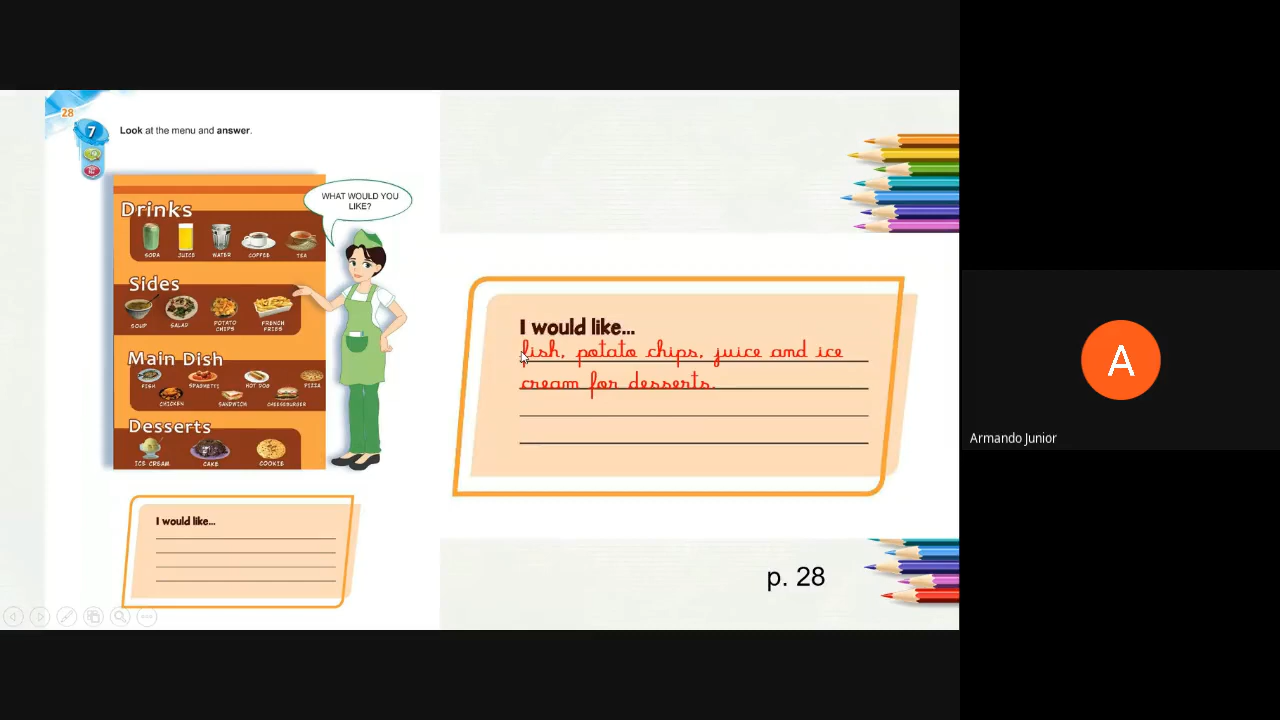 28
7
Look at the menu and answer.
WHAT WOULD YOU
LIKE?
Drinks
SODA JUICE WATER COFFEE TEA
Sides
SOUP SALAD POTATO CHIPS FRENCH FRIES
Main Dish
FISH SPAGHETTI HOT DOG PIZZA
CHICKEN SANDWICH CHEESEBURGER
Desserts
ICE CREAM CAKE COOKIE
I would like...
I would like...
fish, potato chips, juice and ice
cream for desserts.
p. 28
A
Armando Junior